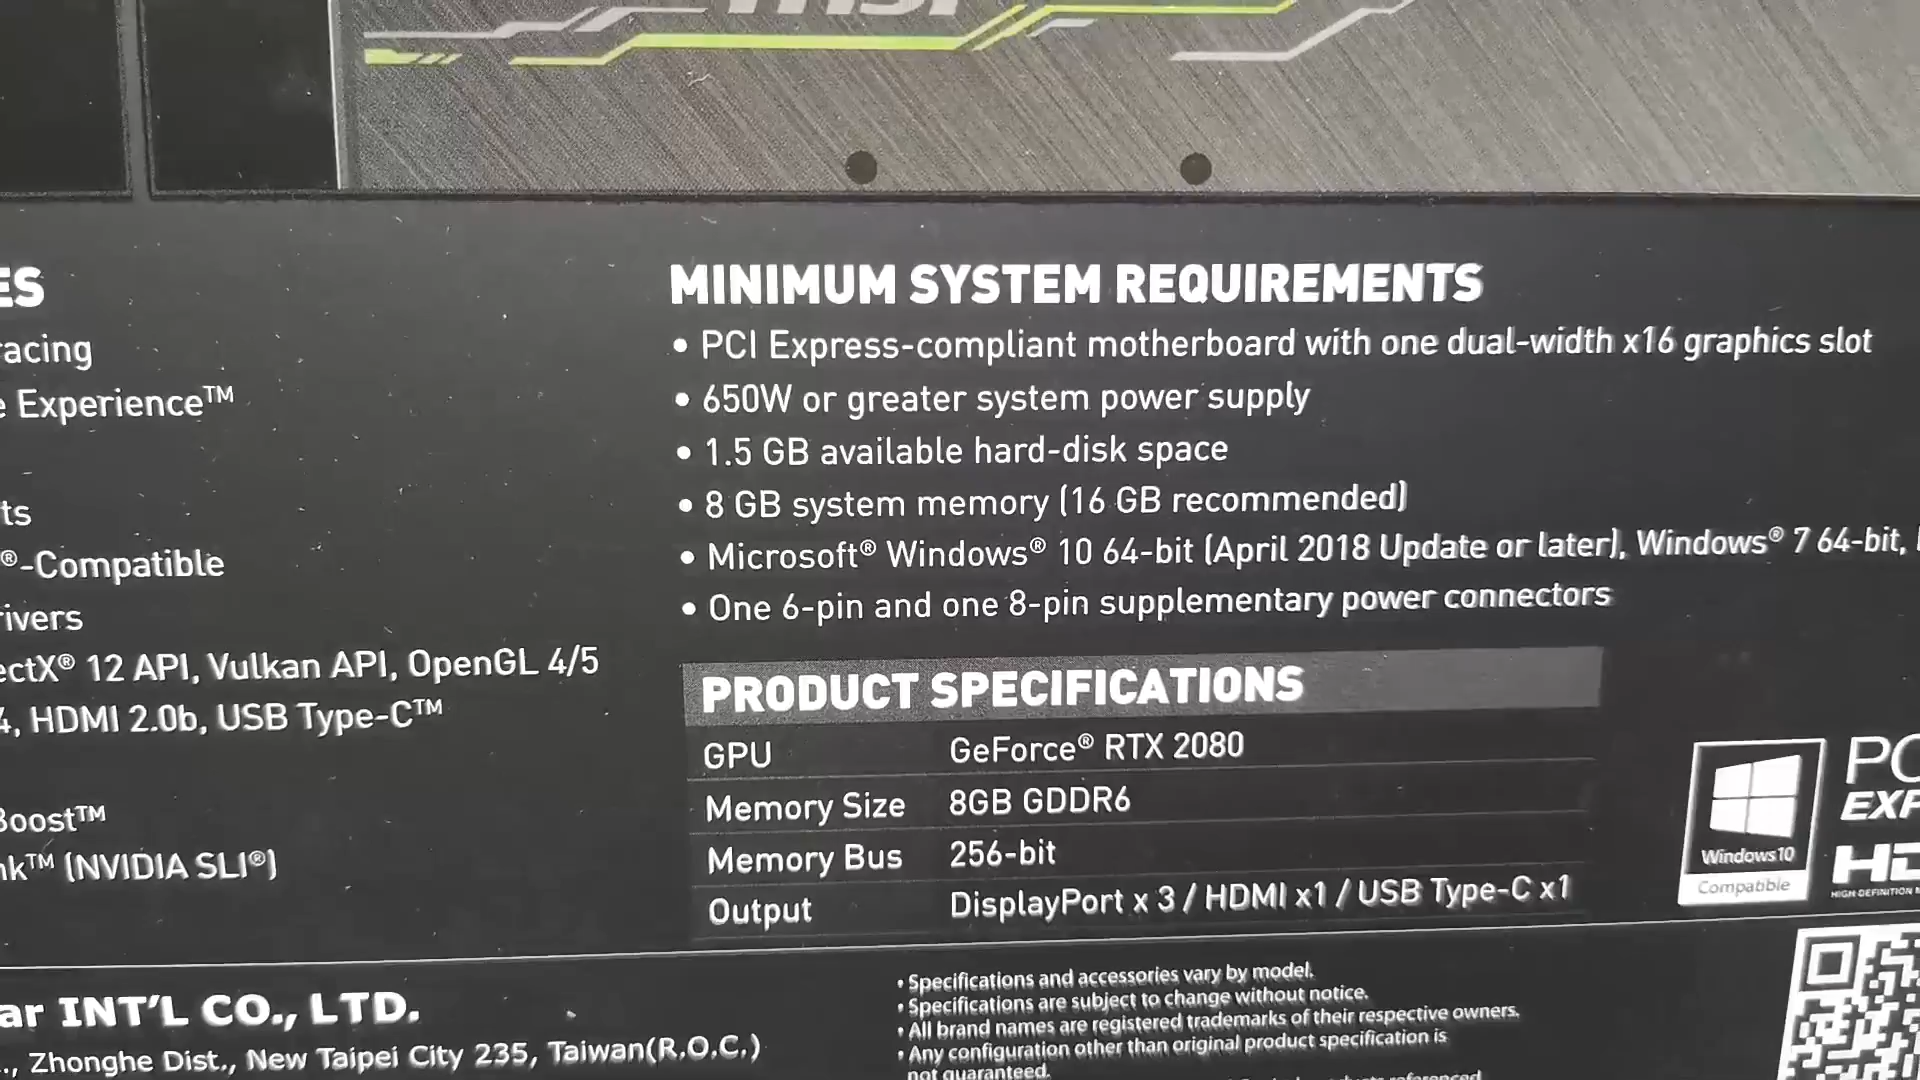 msi
ES
racing
e Experience™
ts
®-Compatible
rivers
ectX® 12 API, Vulkan API, OpenGL 4/5
4, HDMI 2.0b, USB Type-C™
Boost™
nk™ (NVIDIA SLI®)
MINIMUM SYSTEM REQUIREMENTS
• PCI Express-compliant motherboard with one dual-width x16 graphics slot
• 650W or greater system power supply
• 1.5 GB available hard-disk space
• 8 GB system memory (16 GB recommended)
• Microsoft® Windows® 10 64-bit (April 2018 Update or later), Windows® 7 64-bit,
• One 6-pin and one 8-pin supplementary power connectors
PRODUCT SPECIFICATIONS
GPU GeForce® RTX 2080
Memory Size 8GB GDDR6
Memory Bus 256-bit
Output DisplayPort x 3 / HDMI x1 / USB Type-C x1
Windows10
Compatible
PC
EXP
HD
HIGH-DEFINITION
ar INT'L CO., LTD.
., Zhonghe Dist., New Taipei City 235, Taiwan(R.O.C.)
• Specifications and accessories vary by model.
• Specifications are subject to change without notice.
• All brand names are registered trademarks of their respective owners.
• Any configuration other than original product specification is
not guaranteed.